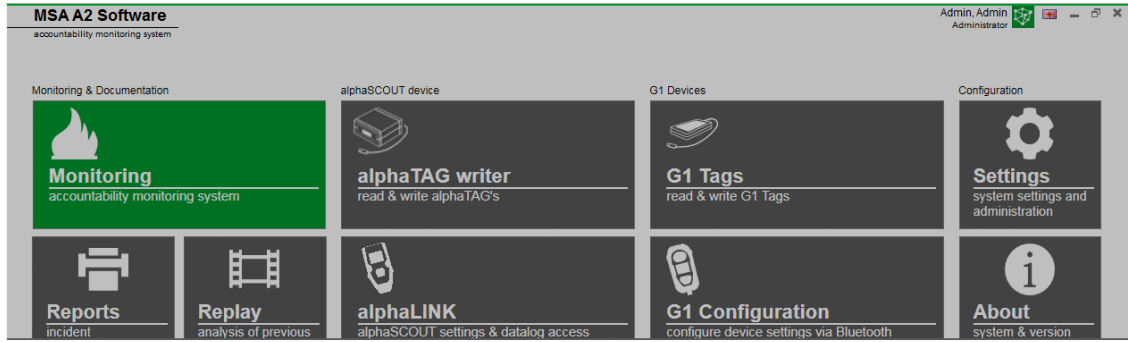 MSA A2 Software
accountability monitoring system
Admin, Admin
Administrator
Monitoring & Documentation
alphaSCOUT device
G1 Devices
Configuration
Monitoring
accountability monitoring system
alphaTAG writer
read & write alphaTAG's
G1 Tags
read & write G1 Tags
Settings
system settings and
administration
Reports
incident
Replay
analysis of previous
alphaLINK
alphaSCOUT settings & datalog access
G1 Configuration
configure device settings via Bluetooth
About
system & version